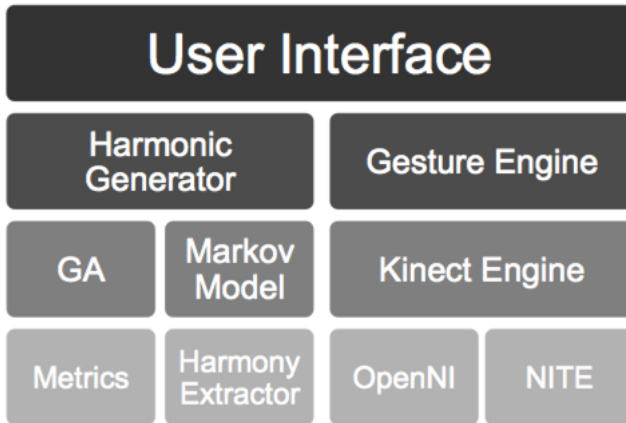 User Interface
Harmonic
Generator
Gesture Engine
GA
Markov
Model
Kinect Engine
Metrics
Harmony
Extractor
OpenNI
NITE